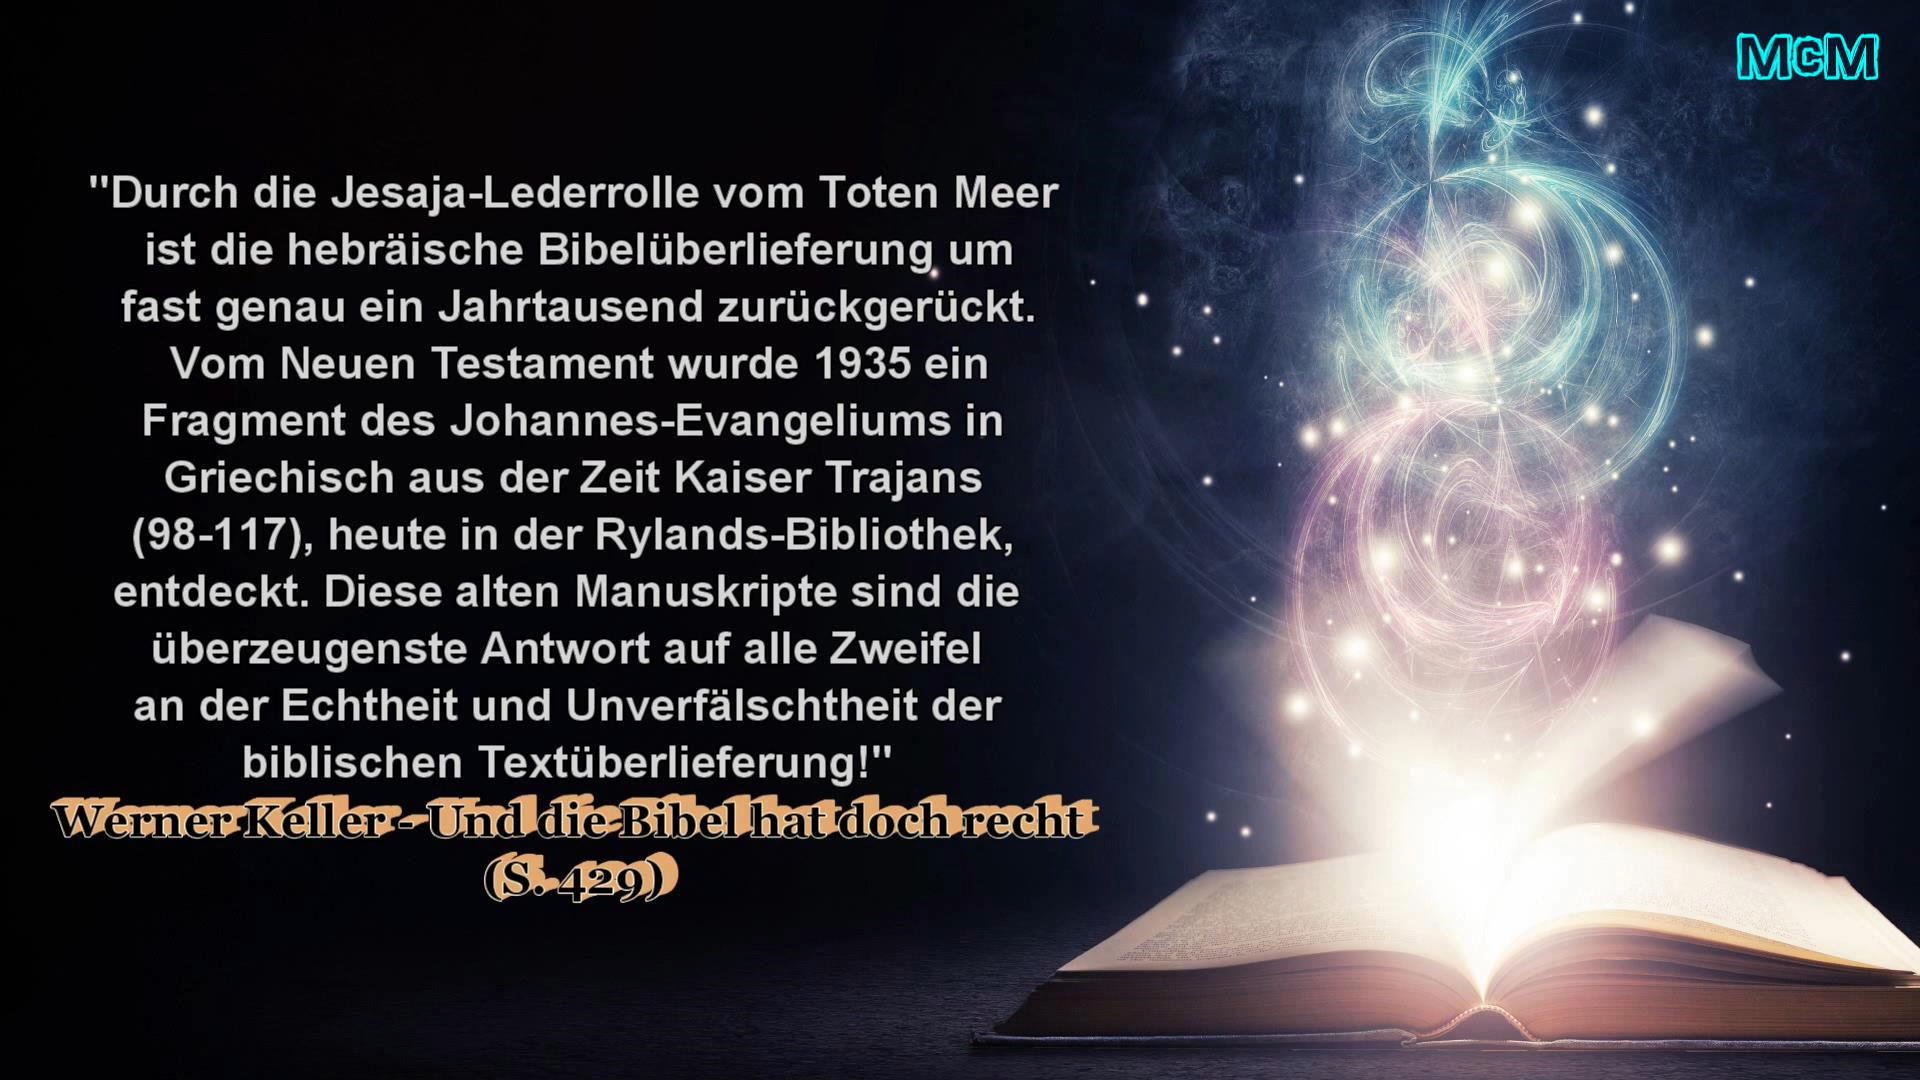 McM
"Durch die Jesaja-Lederrolle vom Toten Meer
ist die hebräische Bibelüberlieferung um
fast genau ein Jahrtausend zurückgerückt.
Vom Neuen Testament wurde 1935 ein
Fragment des Johannes-Evangeliums in
Griechisch aus der Zeit Kaiser Trajans
(98-117), heute in der Rylands-Bibliothek,
entdeckt. Diese alten Manuskripte sind die
überzeugenste Antwort auf alle Zweifel
an der Echtheit und Unverfälschtheit der
biblischen Textüberlieferung!"
Werner Keller - Und die Bibel hat doch recht
(S. 429)